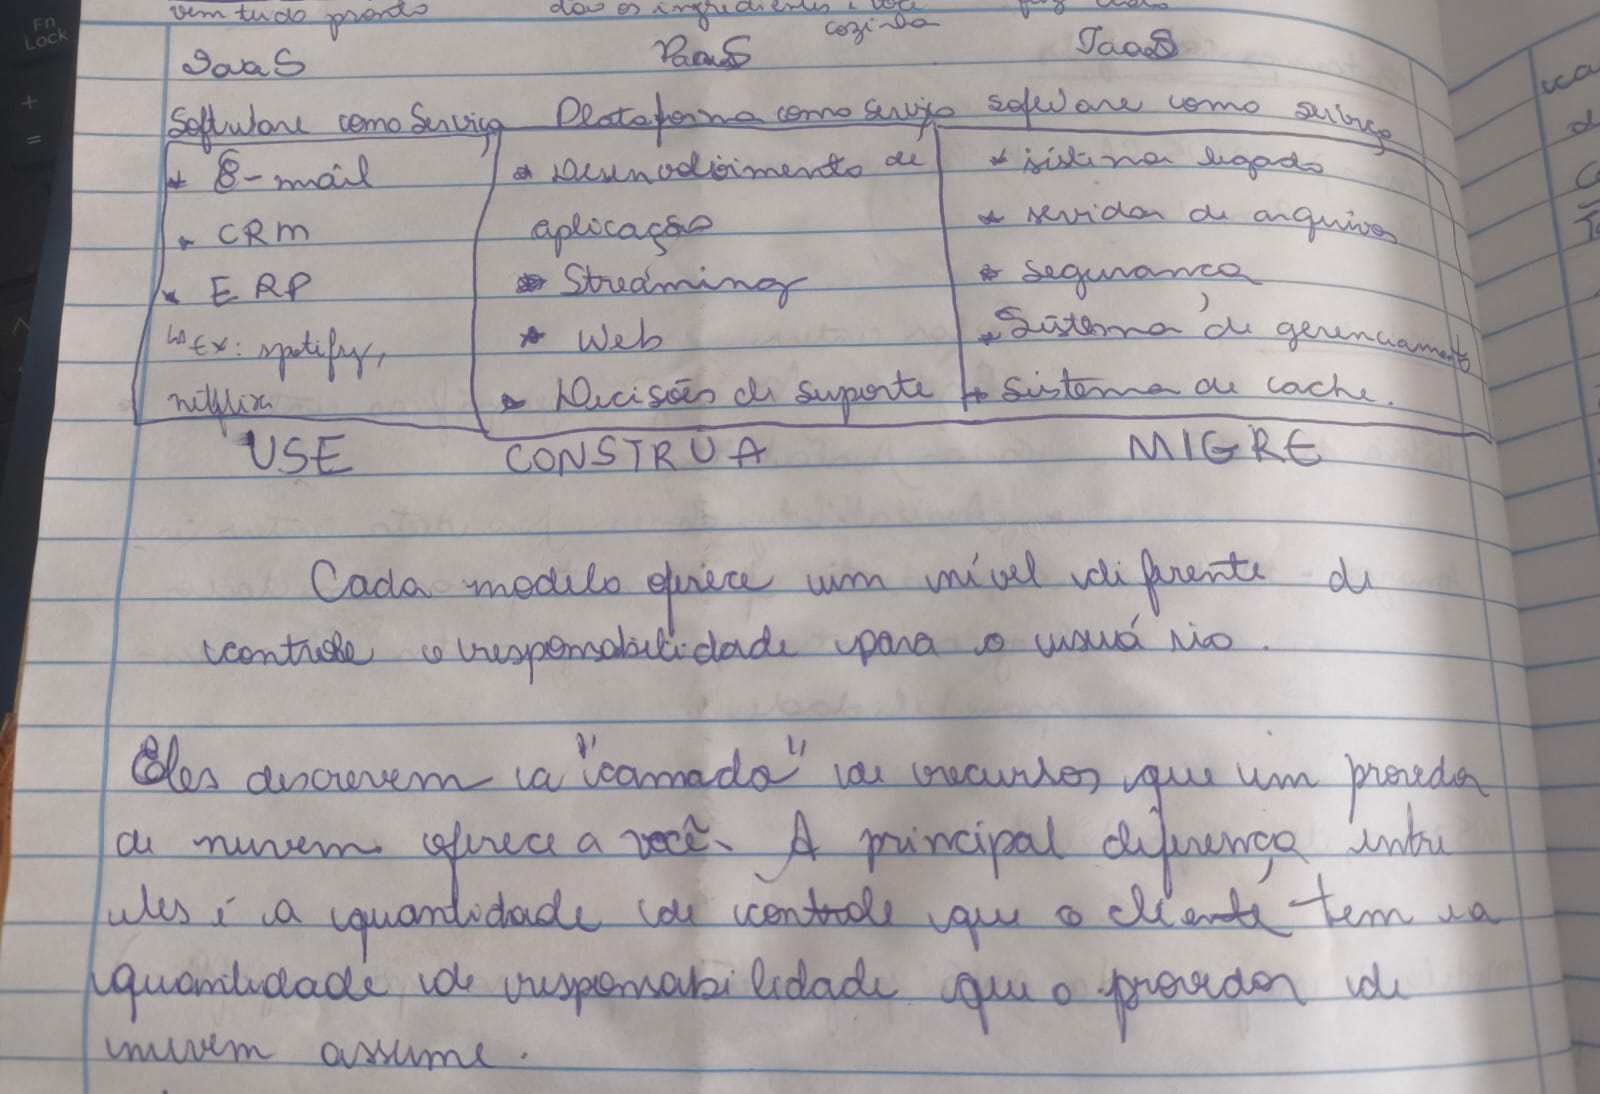 vem tudo pronto dão os ingredientes e você
cozinha
SaaS PaaS IaaS
Software como Serviço Plataforma como Serviço software como serviço
E-mail
CRM
ERP
Ex: spotify,
netflix
USE
Desenvolvimento de
aplicação
Streaming
Web
Decisões de suporte
CONSTRUA
sistema legado
servidor de arquivos
segurança
Sistema de gerenciamento
Sistema de cache.
MIGRE
Cada modelo oferece um nível diferente de
controle e responsabilidade para o usuário.
Eles descrevem a "camada" de recursos que um provedor
de nuvem oferece a você. A principal diferença entre
eles é a quantidade de controle que o cliente tem e a
quantidade de responsabilidade que o provedor de
nuvem assume.
Fn
Lock